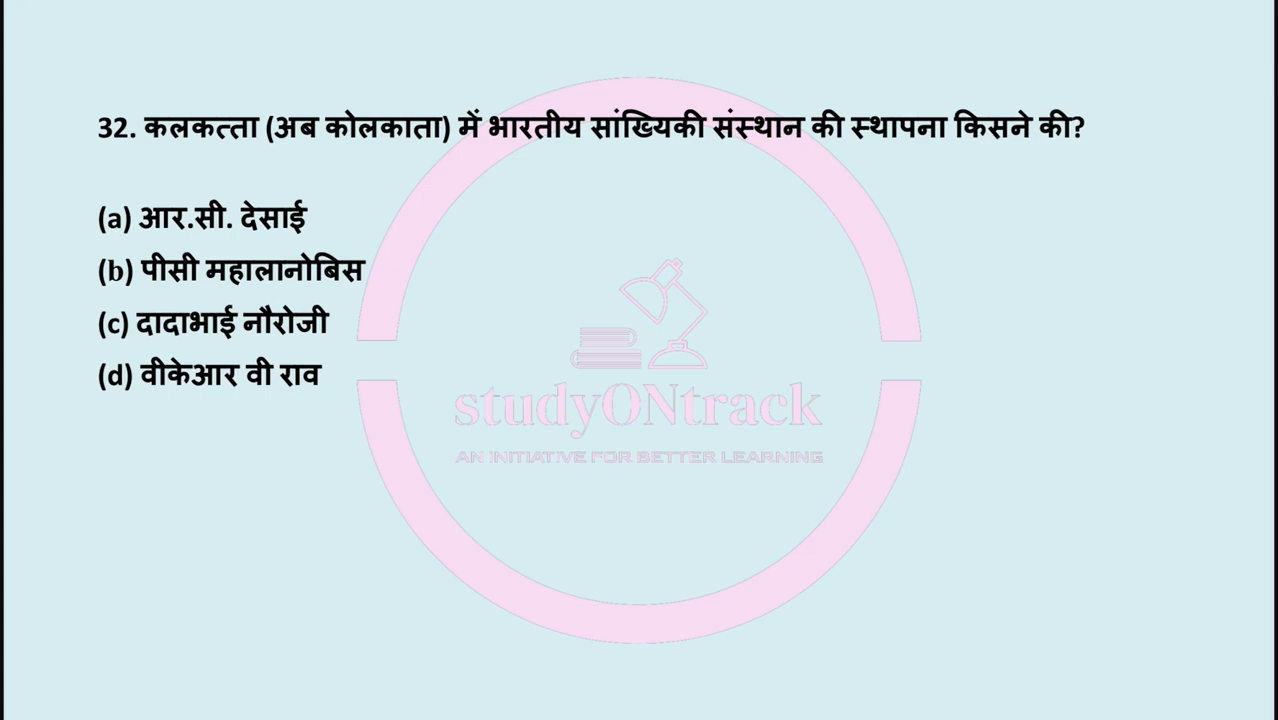 32. कलकत्ता (अब कोलकाता) में भारतीय सांख्यिकी संस्थान की स्थापना किसने की?
(a) आर.सी. देसाई
(b) पीसी महालानोबिस
(c) दादाभाई नौरोजी
(d) वीकेआर वी राव
studyONtrack
AN INITIATIVE FOR BETTER LEARNING